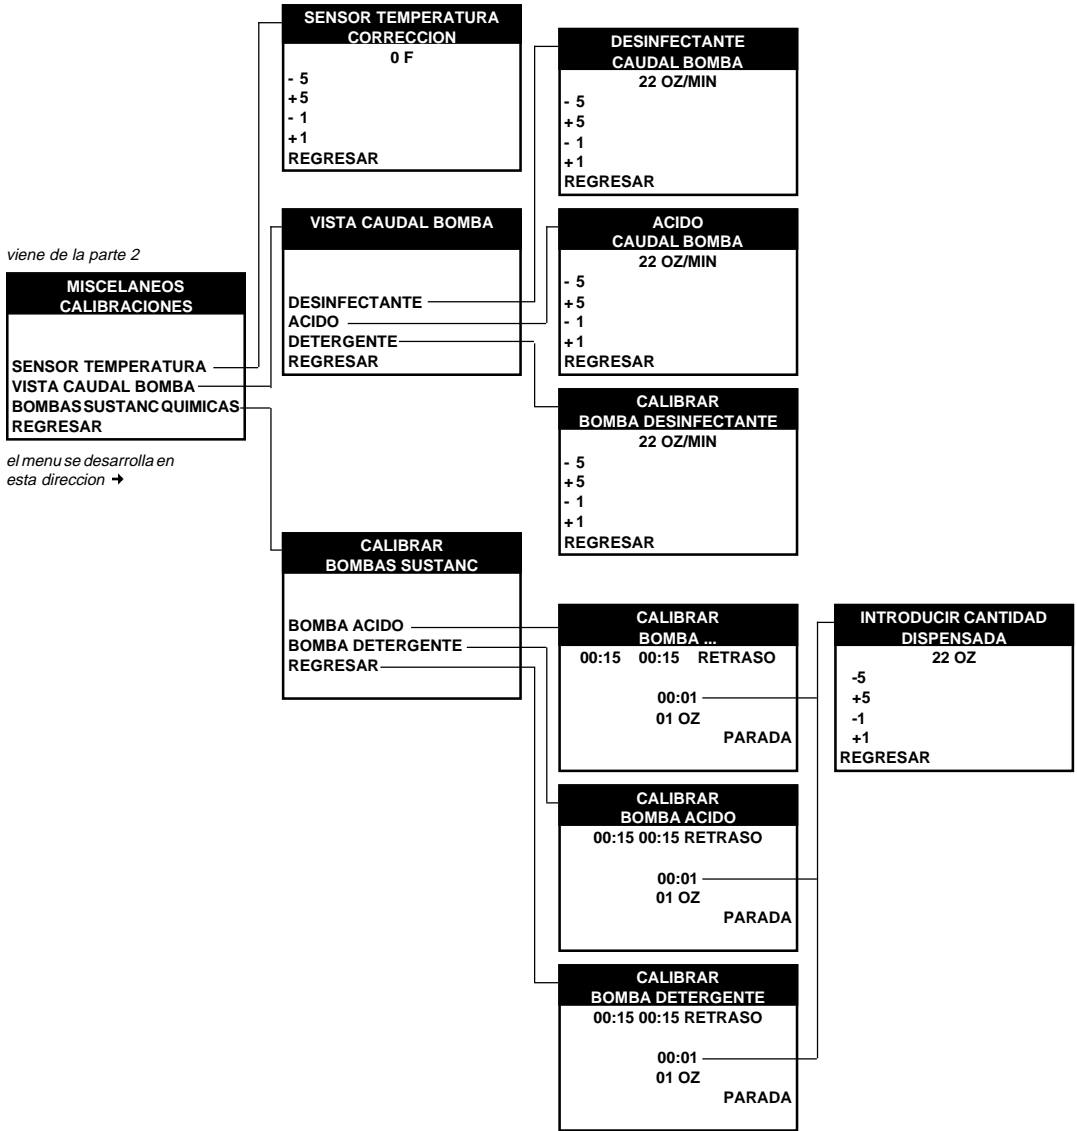 SENSOR TEMPERATURA
CORRECCION
0 F
- 5
+5
- 1
+1
REGRESAR
DESINFECTANTE
CAUDAL BOMBA
22 OZ/MIN
- 5
+5
- 1
+1
REGRESAR
viene de la parte 2
MISCELANEOS
CALIBRACIONES
SENSOR TEMPERATURA
VISTA CAUDAL BOMBA
BOMBAS SUSTANC QUIMICAS
REGRESAR
el menu se desarrolla en
esta direccion →
VISTA CAUDAL BOMBA
DESINFECTANTE
ACIDO
DETERGENTE
REGRESAR
ACIDO
CAUDAL BOMBA
22 OZ/MIN
- 5
+5
- 1
+1
REGRESAR
CALIBRAR
BOMBA DESINFECTANTE
22 OZ/MIN
- 5
+5
- 1
+1
REGRESAR
CALIBRAR
BOMBAS SUSTANC
BOMBA ACIDO
BOMBA DETERGENTE
REGRESAR
CALIBRAR
BOMBA ...
00:15 00:15 RETRASO
00:01
01 OZ
PARADA
INTRODUCIR CANTIDAD
DISPENSADA
22 OZ
-5
+5
-1
+1
REGRESAR
CALIBRAR
BOMBA ACIDO
00:15 00:15 RETRASO
00:01
01 OZ
PARADA
CALIBRAR
BOMBA DETERGENTE
00:15 00:15 RETRASO
00:01
01 OZ
PARADA